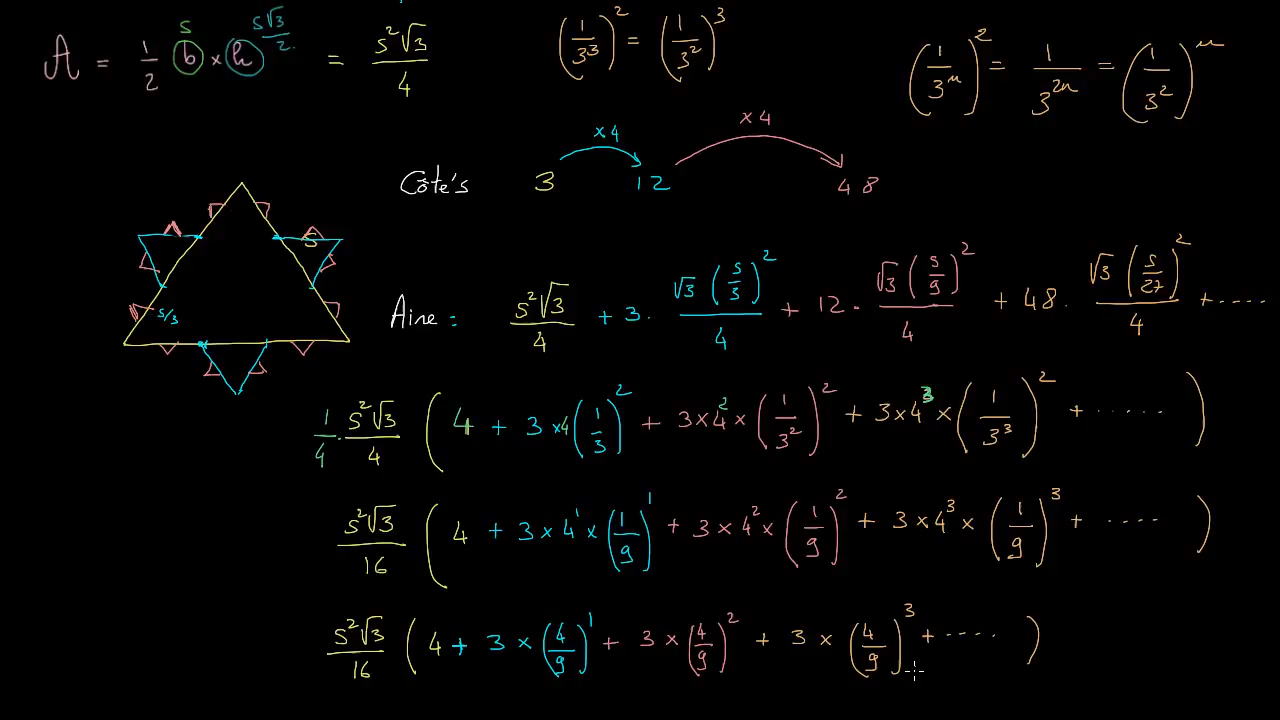 𝒜 = 1/2 b × h = s²√3/4
s
s√3/2
(1/3³)² = (1/3²)³
(1/3ⁿ)² = 1/3²ⁿ = (1/3²)ⁿ
×4 ×4
Côte's 3 12 48
s
s/3
Aire : s²√3/4 + 3 · √3(s/3)²/4 + 12 · √3(s/9)²/4 + 48 · √3(s/27)²/4 + ....
1/4 · s²√3/4 ( 4 + 3 ×4 (1/3)² + 3×4² × (1/3²)² + 3×4³ × (1/3³)² + ...... )
s²√3/16 ( 4 + 3 × 4¹ × (1/9)¹ + 3 × 4² × (1/9)² + 3 × 4³ × (1/9)³ + ..... )
s²√3/16 ( 4 + 3 × (4/9)¹ + 3 × (4/9)² + 3 × (4/9)³ + ..... )